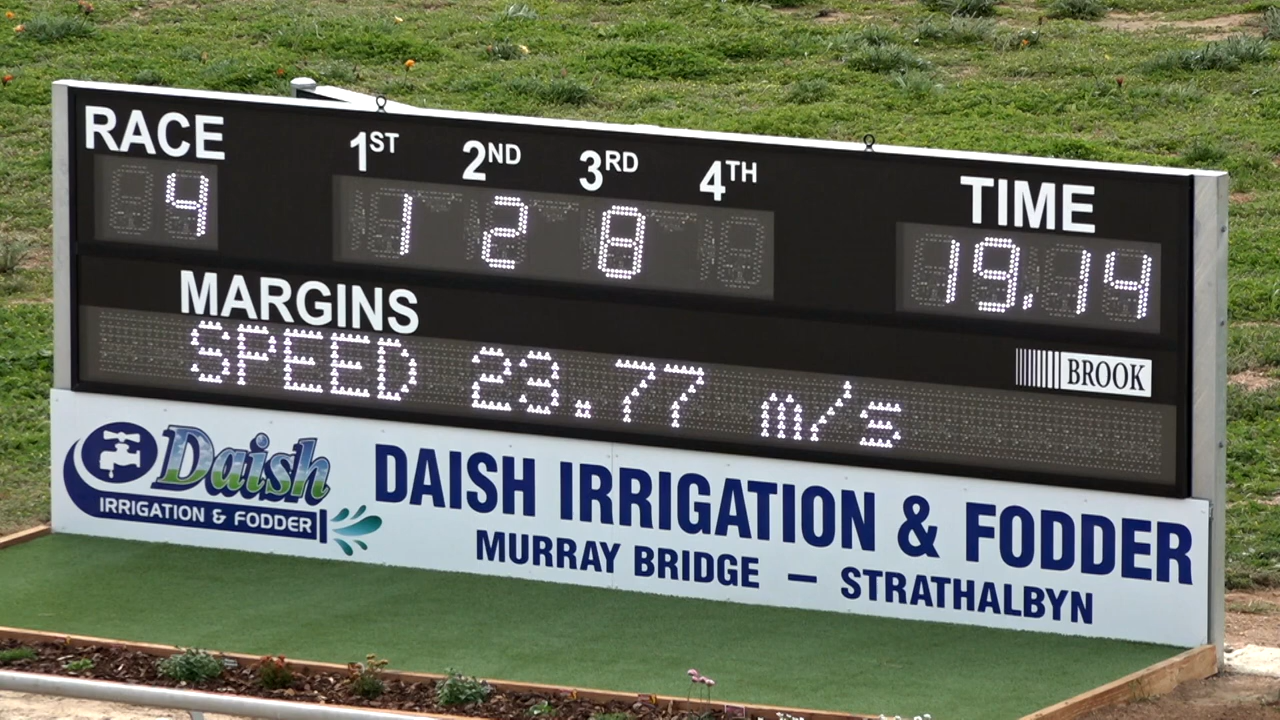 RACE 1ST 2ND 3RD 4TH TIME
4 1 2 8 19.14
MARGINS
SPEED 23.77 m/s
BROOK
Daish
IRRIGATION & FODDER
DAISH IRRIGATION & FODDER
MURRAY BRIDGE – STRATHALBYN